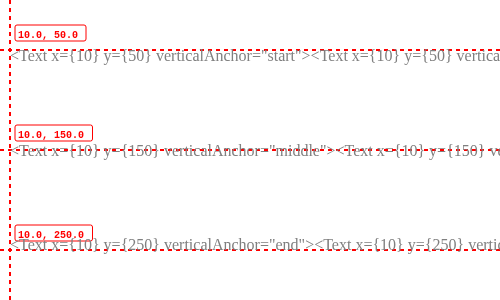 10.0, 50.0
<Text x={10} y={50} verticalAnchor="start"><Text x={10} y={50} vertica
10.0, 150.0
<Text x={10} y={150} verticalAnchor="middle"><Text x={10} y={150} ve
10.0, 250.0
<Text x={10} y={250} verticalAnchor="end"><Text x={10} y={250} vertic